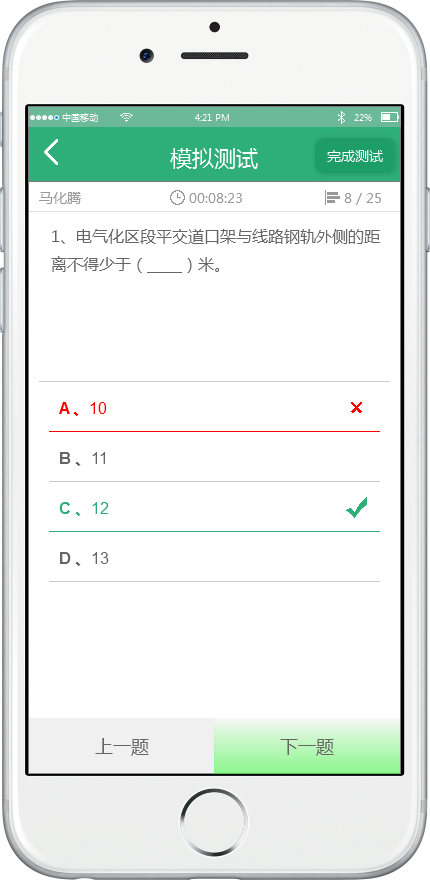 中国移动 4:21 PM 22%
模拟测试 完成测试
马化腾 00:08:23 8 / 25
1、电气化区段平交道口架与线路钢轨外侧的距
离不得少于（____）米。
A、10
B、11
C、12
D、13
上一题 下一题